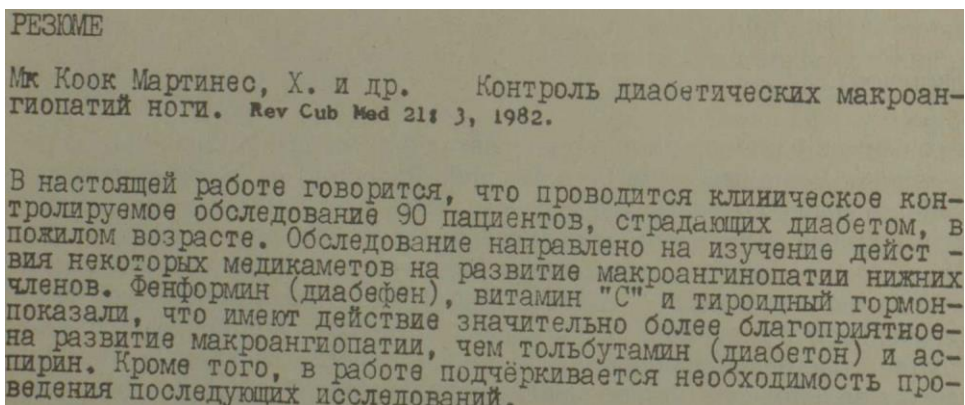 РЕЗЮМЕ
Мк Коок Мартинес, Х. и др. Контроль диабетических макроан-
гиопатий ноги. Rev Cub Med 21: 3, 1982.
В настоящей работе говорится, что проводится клиническое кон-
тролируемое обследование 90 пациентов, страдающих диабетом, в
пожилом возрасте. Обследование направлено на изучение дейст -
вия некоторых медикаметов на развитие макроангинопатии нижних
членов. Фенформин (диабефен), витамин "С" и тироидный гормон-
показали, что имеют действие значительно более благоприятное-
на развитие макроангиопатии, чем тольбутамин (диабетон) и ас-
пирин. Кроме того, в работе подчёркивается необходимость про-
ведения последующих исследований.